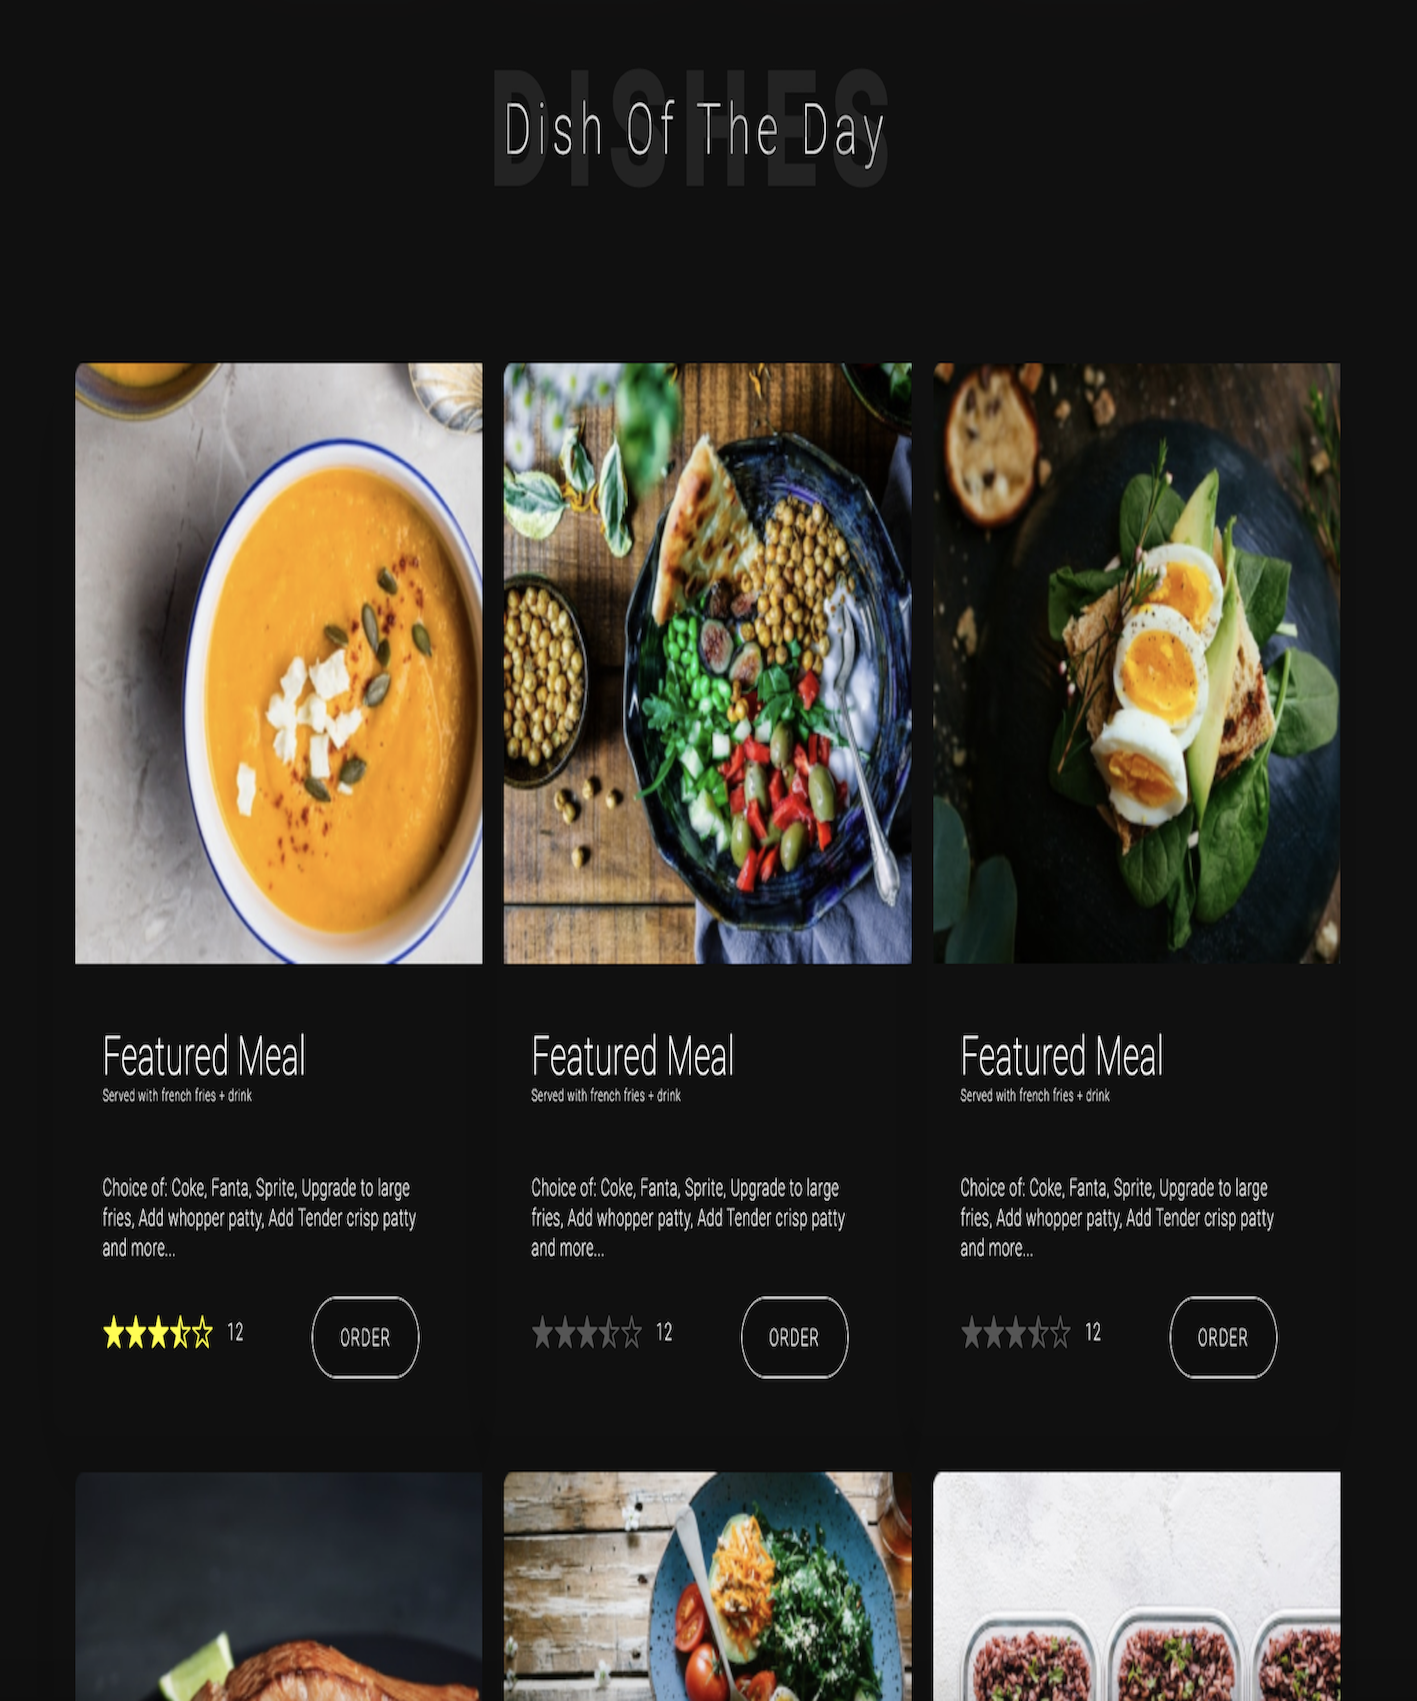 DISHES
Dish Of The Day
Featured Meal
Served with french fries + drink
Choice of: Coke, Fanta, Sprite, Upgrade to large
fries, Add whopper patty, Add Tender crisp patty
and more...
12
ORDER
Featured Meal
Served with french fries + drink
Choice of: Coke, Fanta, Sprite, Upgrade to large
fries, Add whopper patty, Add Tender crisp patty
and more...
12
ORDER
Featured Meal
Served with french fries + drink
Choice of: Coke, Fanta, Sprite, Upgrade to large
fries, Add whopper patty, Add Tender crisp patty
and more...
12
ORDER